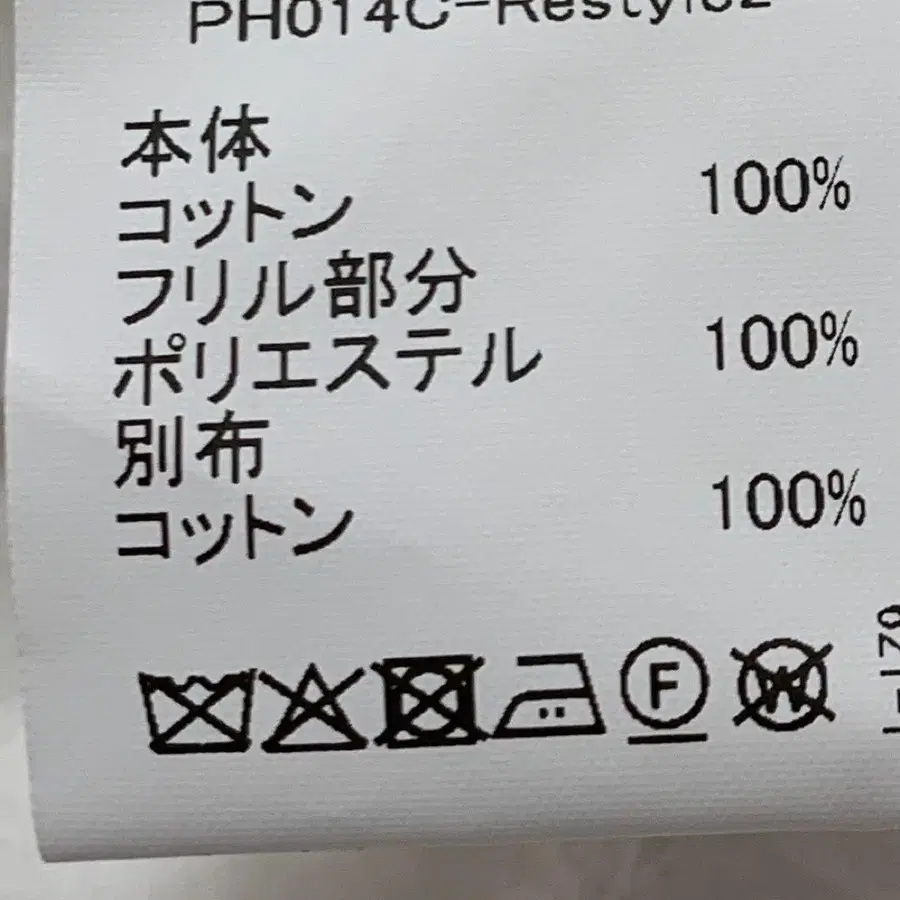 本体
コットン 100%
フリル部分
ポリエステル 100%
別布
コットン 100%
F
W